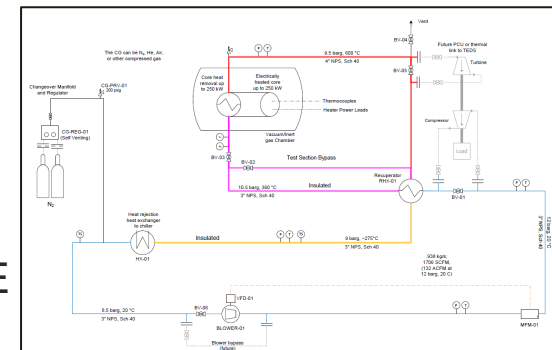 Vent
BV-04
9.5 barg, 600 °C
4" NPS, Sch 40
Future PCU or thermal
link to TEDS
Turbine
BV-05
The CG can be N₂, He, Air,
or other compressed gas
Changeover Manifold
and Regulator
CG-PRV-01
200 psig
CG-REG-01
(Self Venting)
N₂
Core heat
removal up
to 250 kW
Electrically
heated core
up to 250 kW
Thermocouples
Heater Power Leads
Vacuum/Inert
gas Chamber
Compressor
Load
BV-03
BV-02
Test Section Bypass
Recuperator
RHX-01
10.5 barg, 360 °C
Insulated
3" NPS, Sch 40
BV-01
12 barg, 20 °C
3" NPS, Sch 40
Heat rejection
heat exchanger
to chiller
HX-01
Insulated
9 barg, ~275°C
3" NPS, Sch 40
.938 kg/s
1706 SCFM,
(132 ACFM at
12 barg, 20 C)
8.5 barg, 20 °C
3" NPS, Sch 40
BV-06
VFD-01
BLOWER-01
Blower bypass
(future)
MFM-01